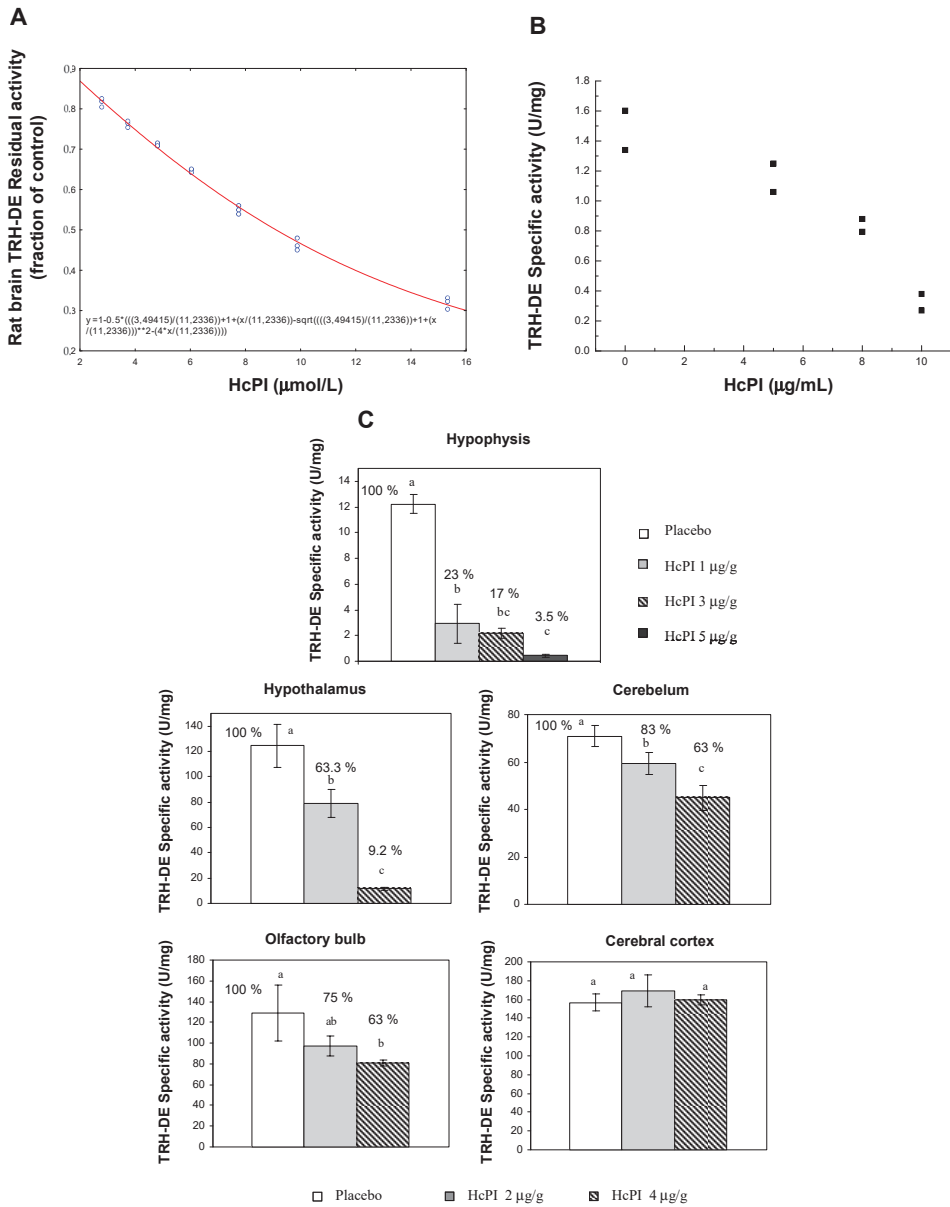 A
Rat brain TRH-DE Residual activity
(fraction of control)
0,9
0.8
0.7
0.6
0.5
0.4
0.3
0,2
y=1-0.5*(((3,49415)/(11,2336))+1+(x/(11,2336))-sqrt((((3,49415)/(11,2336))+1+(x
/(11,2336)))**2-(4*x/(11,2336))))
2 4 6 8 10 12 14 16
HcPI (µmol/L)
B
TRH-DE Specific activity (U/mg)
1.8
1.6
1.4
1.2
1.0
0.8
0.6
0.4
0.2
0.0
0 2 4 6 8 10
HcPI (µg/mL)
C
Hypophysis
TRH-DE Specific activity (U/mg)
14
12
10
8
6
4
2
0
100 %
a
23 %
b
17 %
bc
3.5 %
c
Placebo
HcPI 1 µg/g
HcPI 3 µg/g
HcPI 5 µg/g
Hypothalamus
TRH-DE Specific activity (U/mg)
140
120
100
80
60
40
20
0
100 %
a
63.3 %
b
9.2 %
c
Cerebelum
TRH-DE Specific activity (U/mg)
80
60
40
20
0
100 %
a
83 %
b
63 %
c
Olfactory bulb
TRH-DE Specific activity (U/mg)
180
160
140
120
100
80
60
40
20
0
100 %
a
75 %
ab
63 %
b
Cerebral cortex
TRH-DE Specific activity (U/mg)
200
180
160
140
120
100
80
60
40
20
0
a
a
a
Placebo
HcPI 2 µg/g
HcPI 4 µg/g